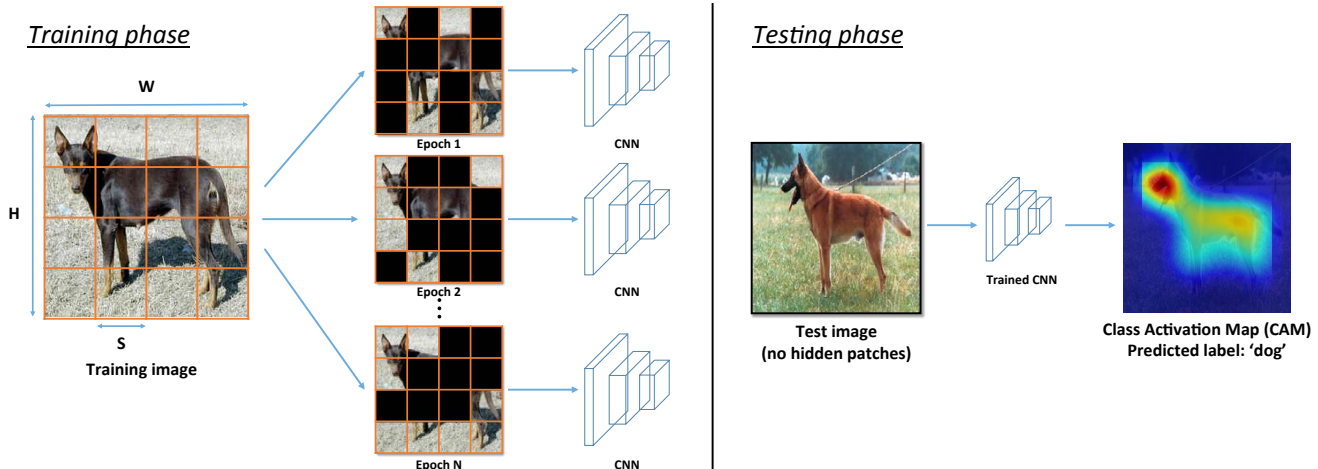 Training phase
W
H
S
Training image
Epoch 1
CNN
Epoch 2
CNN
Epoch N
CNN
Testing phase
Test image
(no hidden patches)
Trained CNN
Class Activation Map (CAM)
Predicted label: ‘dog’